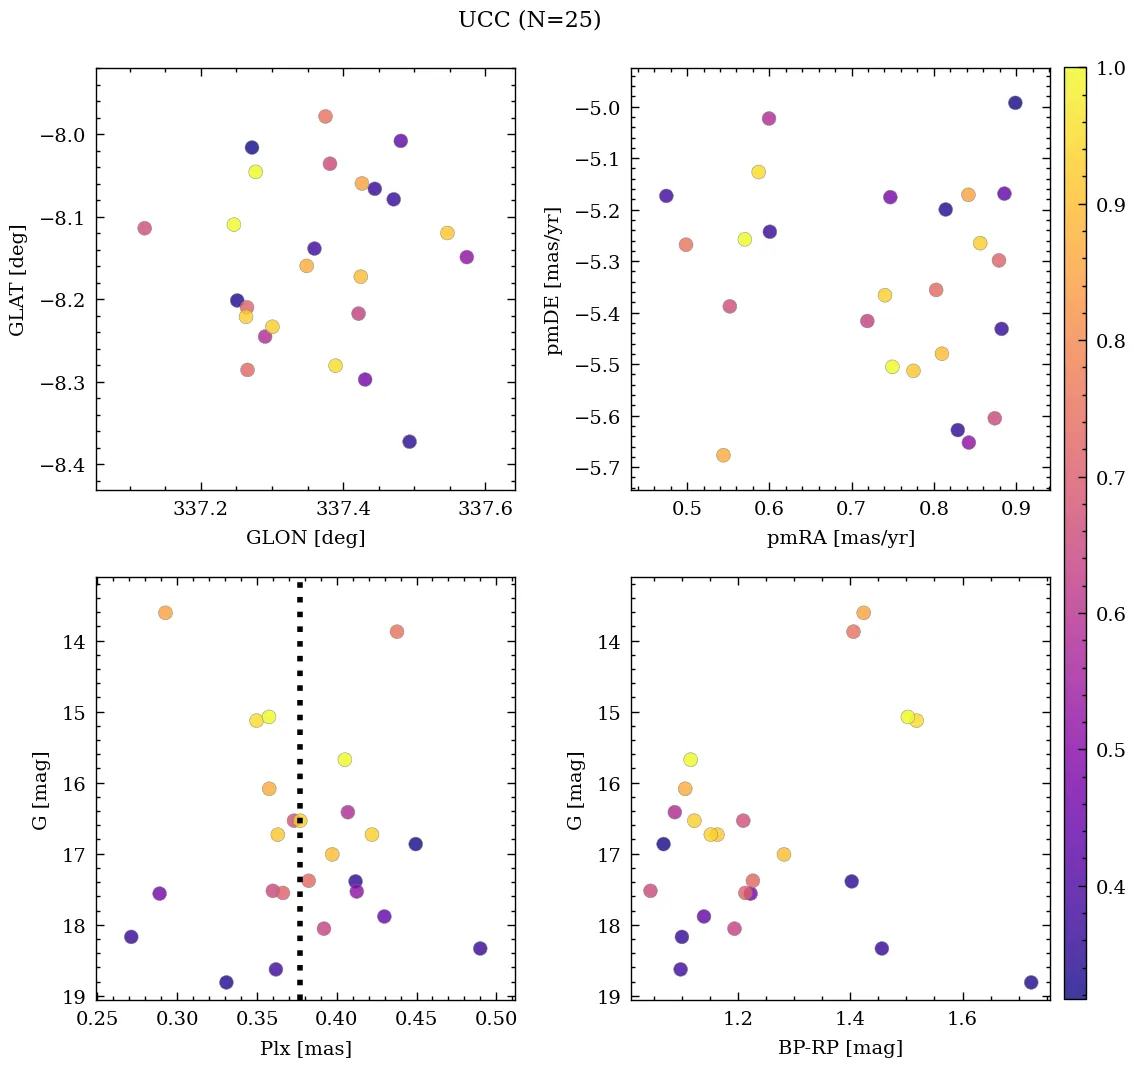 UCC (N=25)
−8.0
−8.1
−8.2
−8.3
−8.4
GLAT [deg]
337.2 337.4 337.6
GLON [deg]
−5.0
−5.1
−5.2
−5.3
−5.4
−5.5
−5.6
−5.7
pmDE [mas/yr]
0.5 0.6 0.7 0.8 0.9
pmRA [mas/yr]
14
15
16
17
18
19
G [mag]
0.25 0.30 0.35 0.40 0.45 0.50
Plx [mas]
14
15
16
17
18
19
G [mag]
1.2 1.4 1.6
BP-RP [mag]
1.0
0.9
0.8
0.7
0.6
0.5
0.4